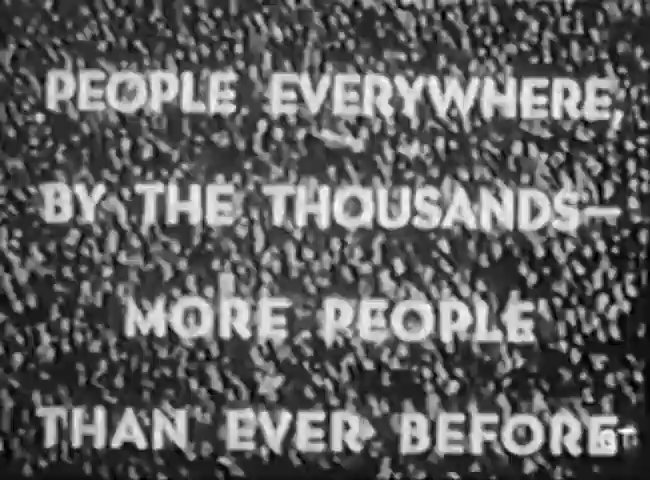 PEOPLE EVERYWHERE,
BY THE THOUSANDS—
MORE PEOPLE
THAN EVER BEFORE-